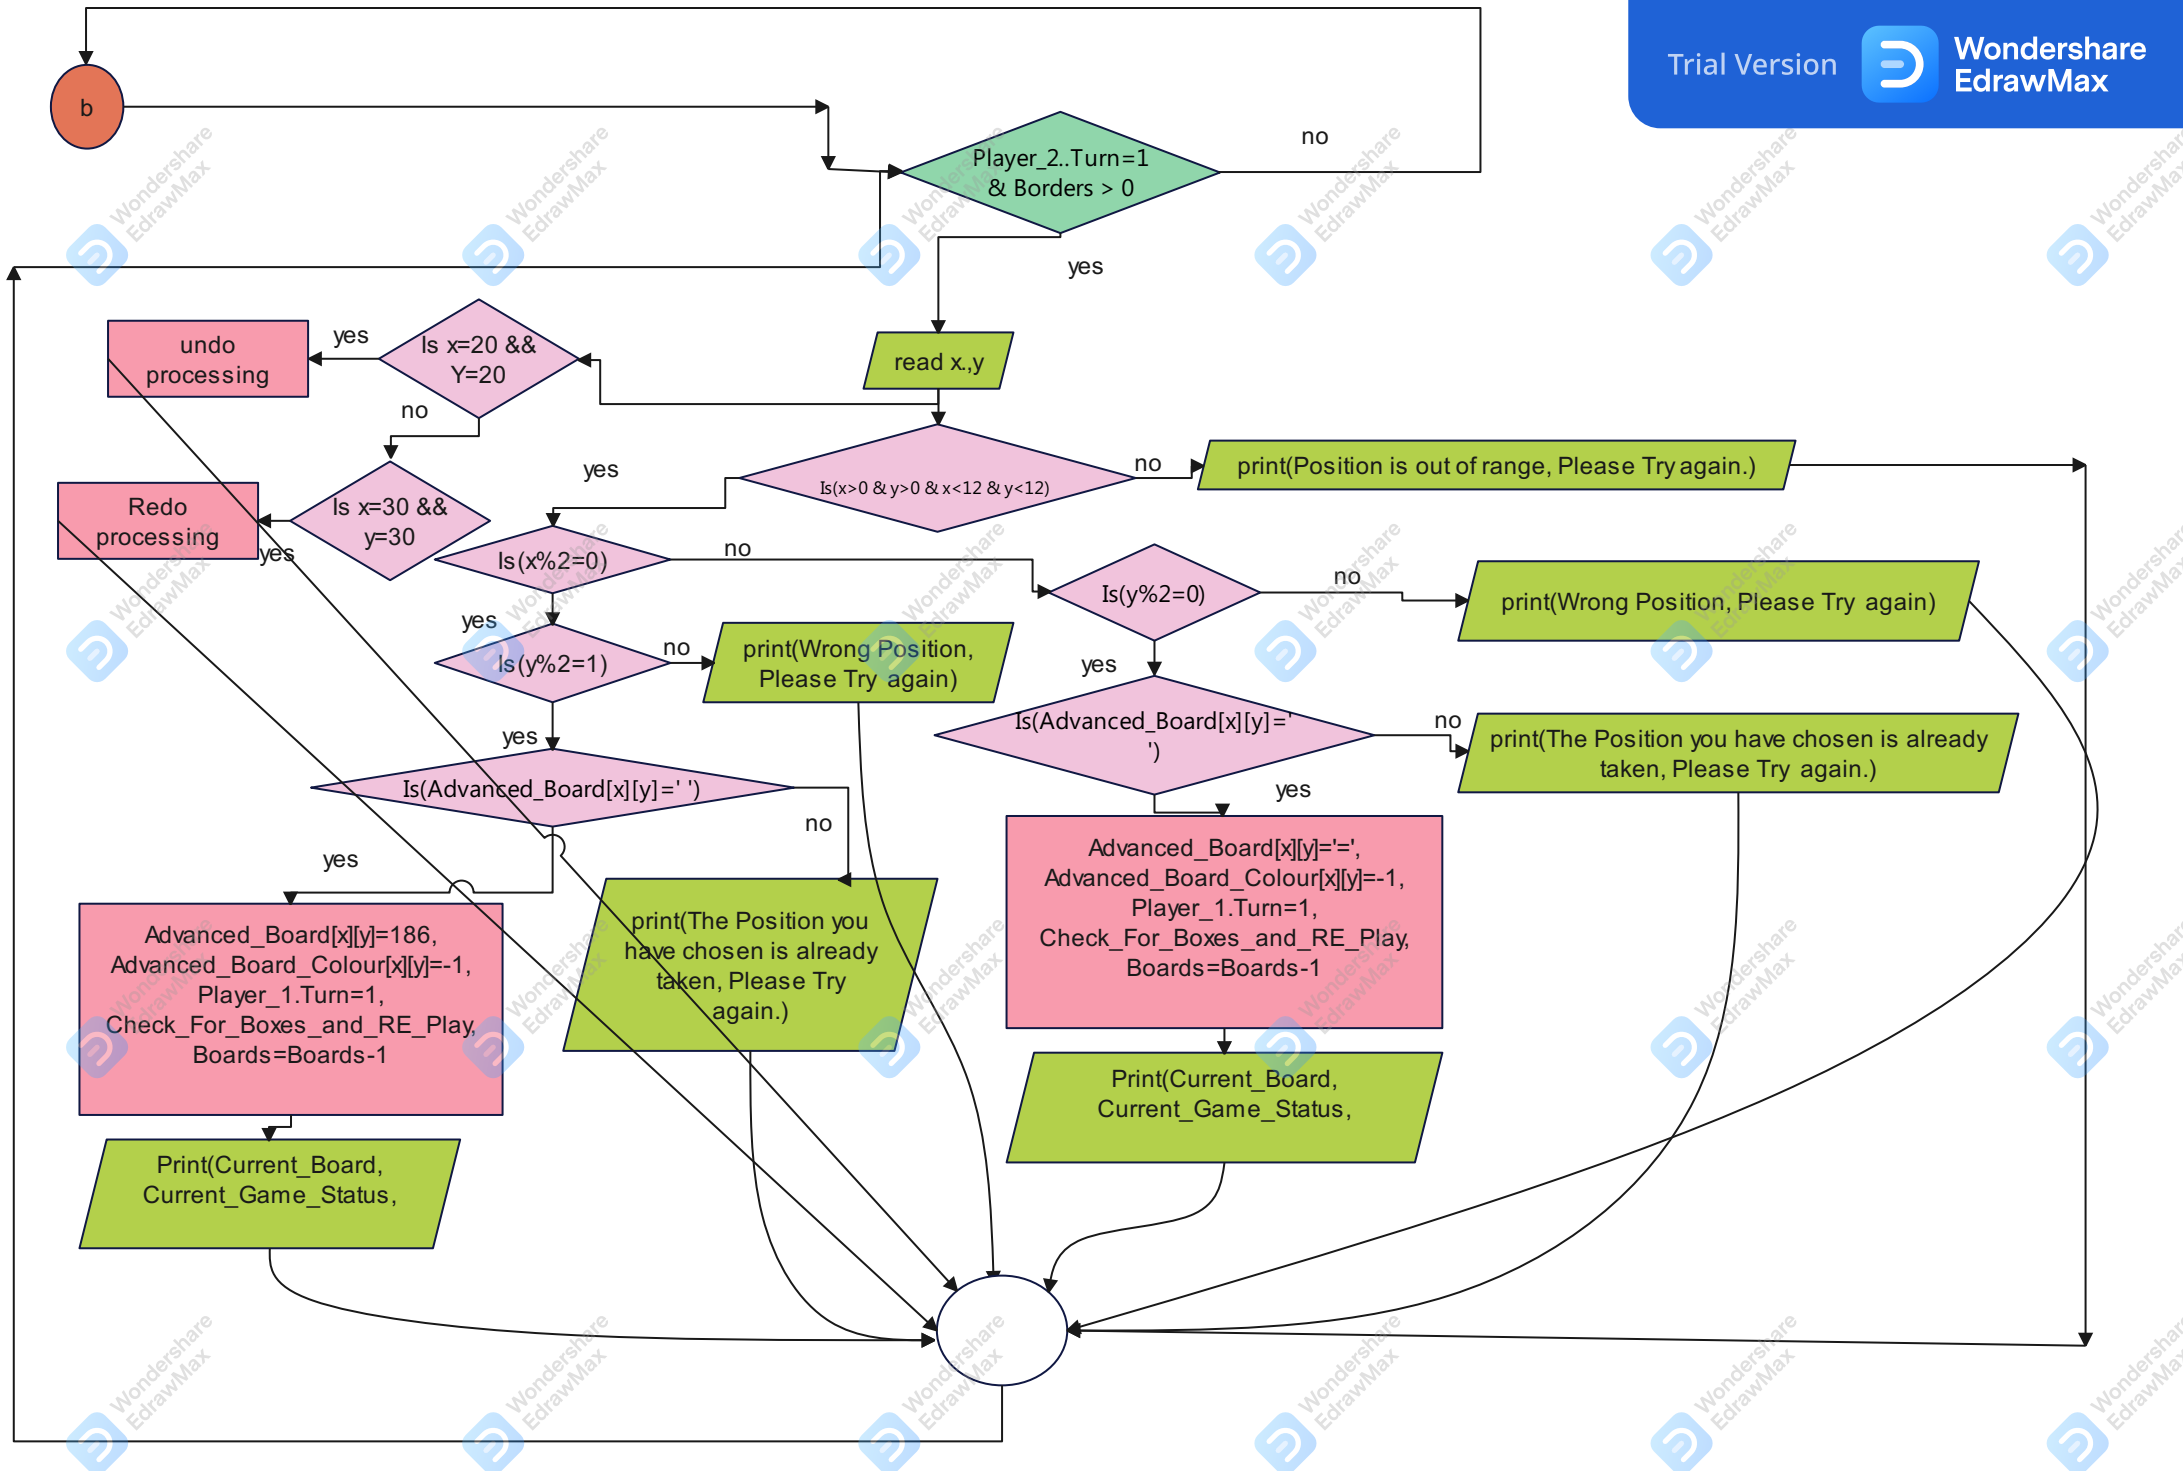 Trial Version
Wondershare
EdrawMax
b
no
Player_2..Turn=1
& Borders > 0
yes
undo
processing
yes
Is x=20 &&
Y=20
read x.,y
no
yes
Is(x>0 & y>0 & x<12 & y<12)
no
print(Position is out of range, Please Try again.)
Redo
processing
yes
Is x=30 &&
y=30
Is(x%2=0)
no
Is(y%2=0)
no
print(Wrong Position, Please Try again)
yes
Is(y%2=1)
no
print(Wrong Position,
Please Try again)
yes
yes
Is(Advanced_Board[x][y]='
')
no
print(The Position you have chosen is already
taken, Please Try again.)
Is(Advanced_Board[x][y]=' ')
no
yes
yes
Advanced_Board[x][y]='=',
Advanced_Board_Colour[x][y]=-1,
Player_1.Turn=1,
Check_For_Boxes_and_RE_Play,
Boards=Boards-1
Advanced_Board[x][y]=186,
Advanced_Board_Colour[x][y]=-1,
Player_1.Turn=1,
Check_For_Boxes_and_RE_Play,
Boards=Boards-1
print(The Position you
have chosen is already
taken, Please Try
again.)
Print(Current_Board,
Current_Game_Status,
Print(Current_Board,
Current_Game_Status,